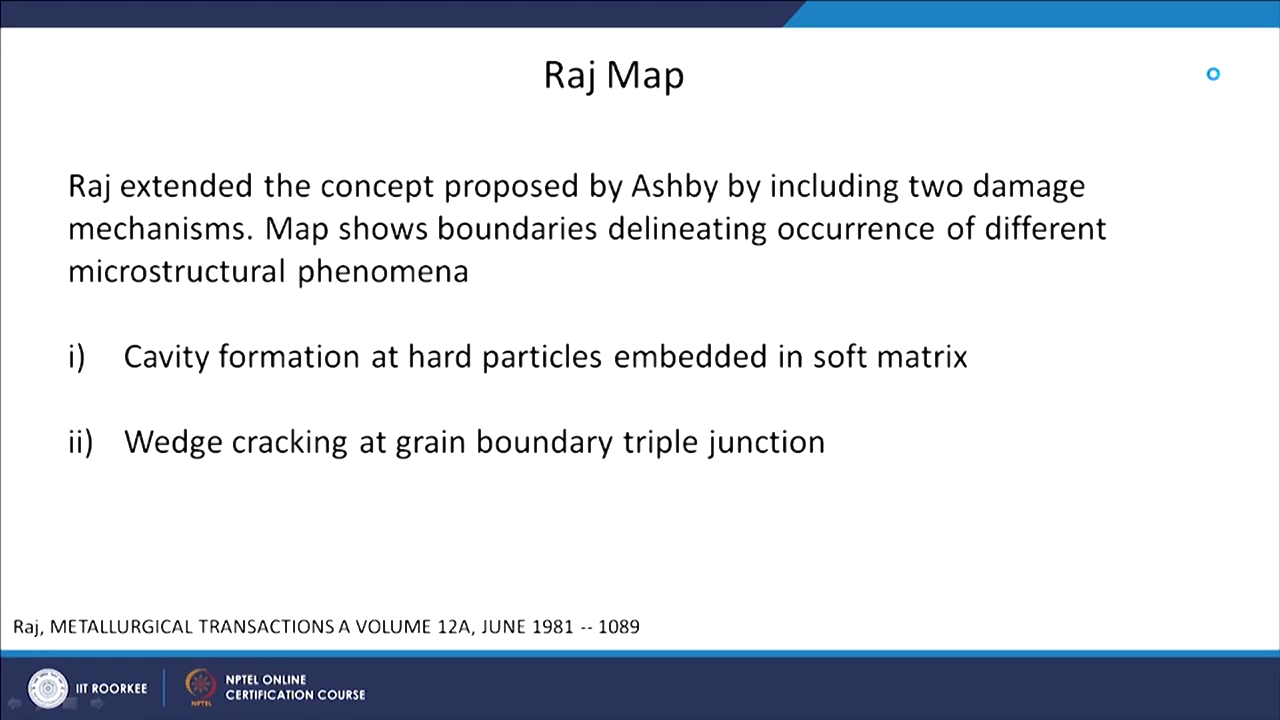 Raj Map
Raj extended the concept proposed by Ashby by including two damage
mechanisms. Map shows boundaries delineating occurrence of different
microstructural phenomena
i) Cavity formation at hard particles embedded in soft matrix
ii) Wedge cracking at grain boundary triple junction
Raj, METALLURGICAL TRANSACTIONS A VOLUME 12A, JUNE 1981 -- 1089
IIT ROORKEE
NPTEL
NPTEL ONLINE
CERTIFICATION COURSE